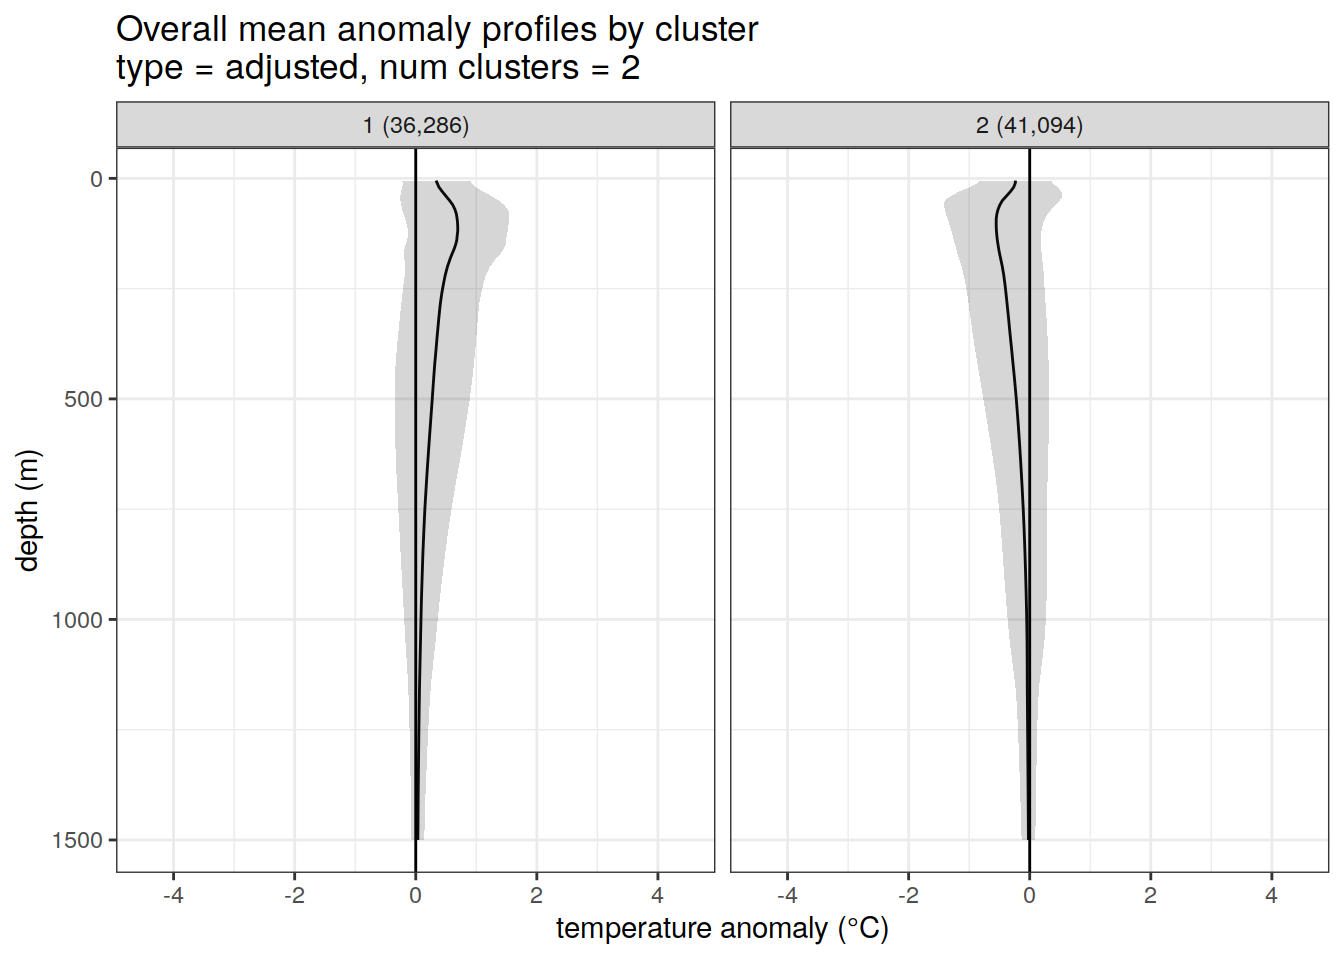 Overall mean anomaly profiles by cluster
type = adjusted, num clusters = 2
1 (36,286)
2 (41,094)
0
500
1000
1500
depth (m)
-4 -2 0 2 4
-4 -2 0 2 4
temperature anomaly (°C)